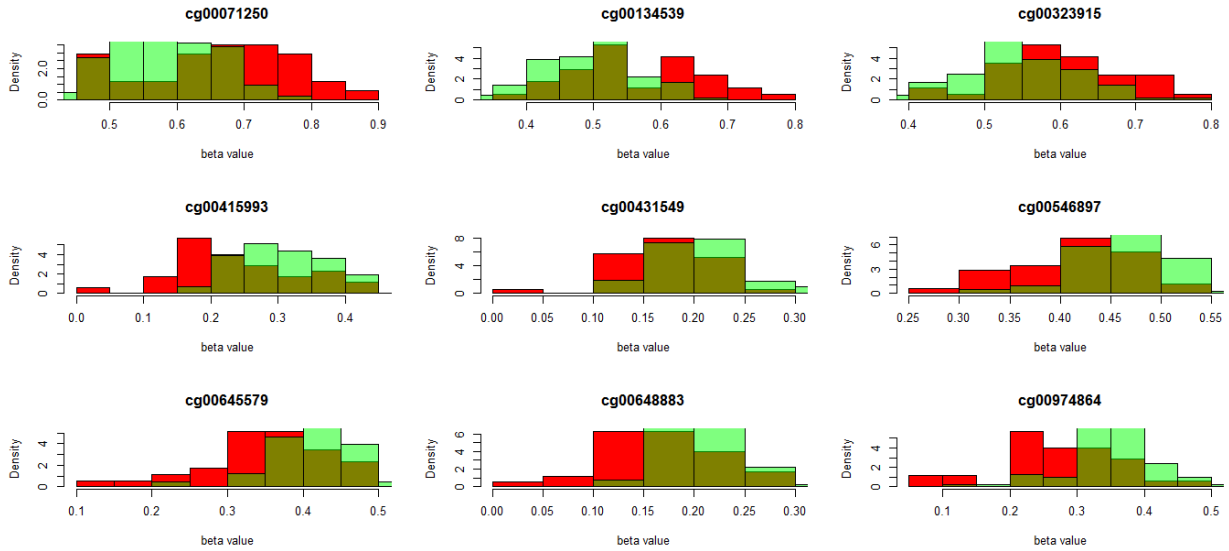 cg00071250 cg00134539 cg00323915
Density Density Density
0.0 2.0 0 2 4 0 2 4
0.5 0.6 0.7 0.8 0.9 0.4 0.5 0.6 0.7 0.8 0.4 0.5 0.6 0.7 0.8
beta value beta value beta value
cg00415993 cg00431549 cg00546897
Density Density Density
0 2 4 0 4 8 0 3 6
0.0 0.1 0.2 0.3 0.4 0.00 0.05 0.10 0.15 0.20 0.25 0.30 0.25 0.30 0.35 0.40 0.45 0.50 0.55
beta value beta value beta value
cg00645579 cg00648883 cg00974864
Density Density Density
0 2 4 0 2 4 6 0 2 4
0.1 0.2 0.3 0.4 0.5 0.00 0.05 0.10 0.15 0.20 0.25 0.30 0.1 0.2 0.3 0.4 0.5
beta value beta value beta value